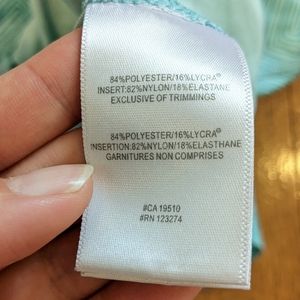 84%POLYESTER/16%LYCRA®
INSERT:82%NYLON/18%ELASTANE
EXCLUSIVE OF TRIMMINGS
84%POLYESTER/16%LYCRA®
INSERTION:82%NYLON/18%ELASTHANE
GARNITURES NON COMPRISES
#CA 19510
#RN 123274